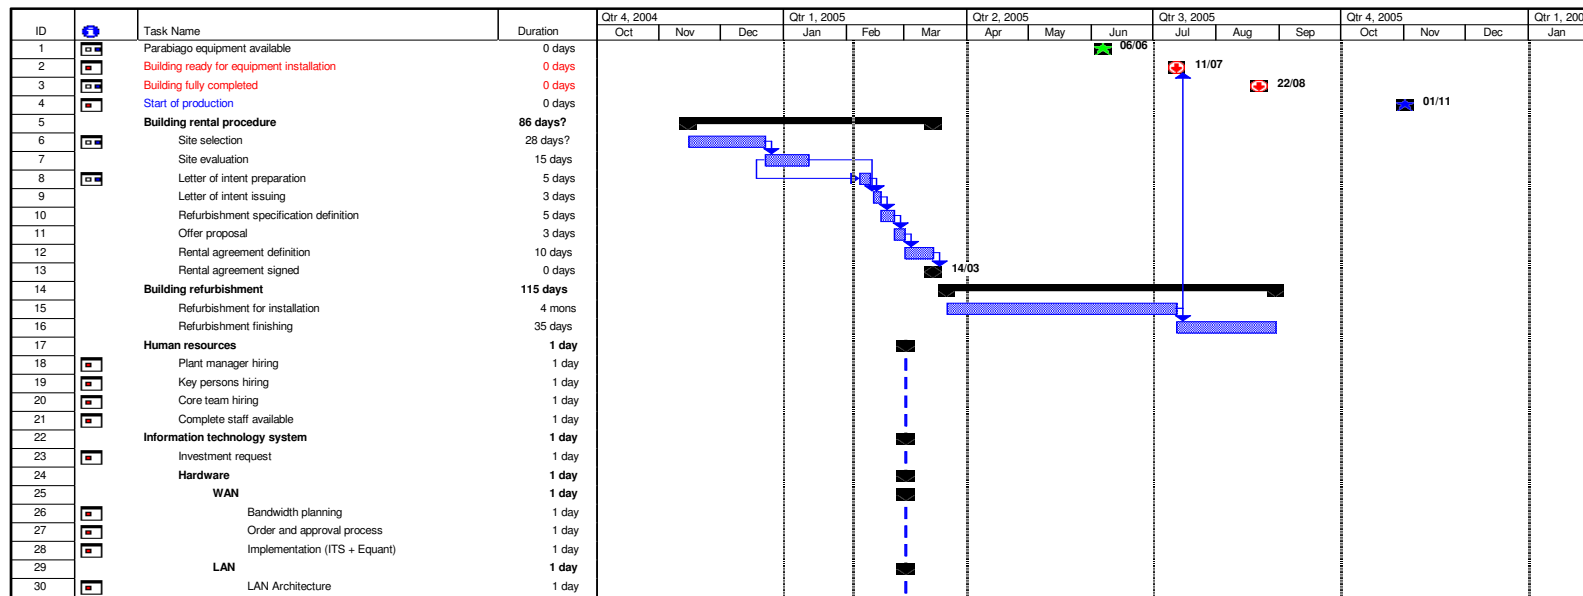 Qtr 4, 2004 Qtr 1, 2005 Qtr 2, 2005 Qtr 3, 2005 Qtr 4, 2005 Qtr 1, 200
ID Task Name Duration Oct Nov Dec Jan Feb Mar Apr May Jun Jul Aug Sep Oct Nov Dec Jan
1 Parabiago equipment available 0 days 06/06
2 Building ready for equipment installation 0 days 11/07
3 Building fully completed 0 days 22/08
4 Start of production 0 days 01/11
5 Building rental procedure 86 days?
6 Site selection 28 days?
7 Site evaluation 15 days
8 Letter of intent preparation 5 days
9 Letter of intent issuing 3 days
10 Refurbishment specification definition 5 days
11 Offer proposal 3 days
12 Rental agreement definition 10 days
13 Rental agreement signed 0 days 14/03
14 Building refurbishment 115 days
15 Refurbishment for installation 4 mons
16 Refurbishment finishing 35 days
17 Human resources 1 day
18 Plant manager hiring 1 day
19 Key persons hiring 1 day
20 Core team hiring 1 day
21 Complete staff available 1 day
22 Information technology system 1 day
23 Investment request 1 day
24 Hardware 1 day
25 WAN 1 day
26 Bandwidth planning 1 day
27 Order and approval process 1 day
28 Implementation (ITS + Equant) 1 day
29 LAN 1 day
30 LAN Architecture 1 day